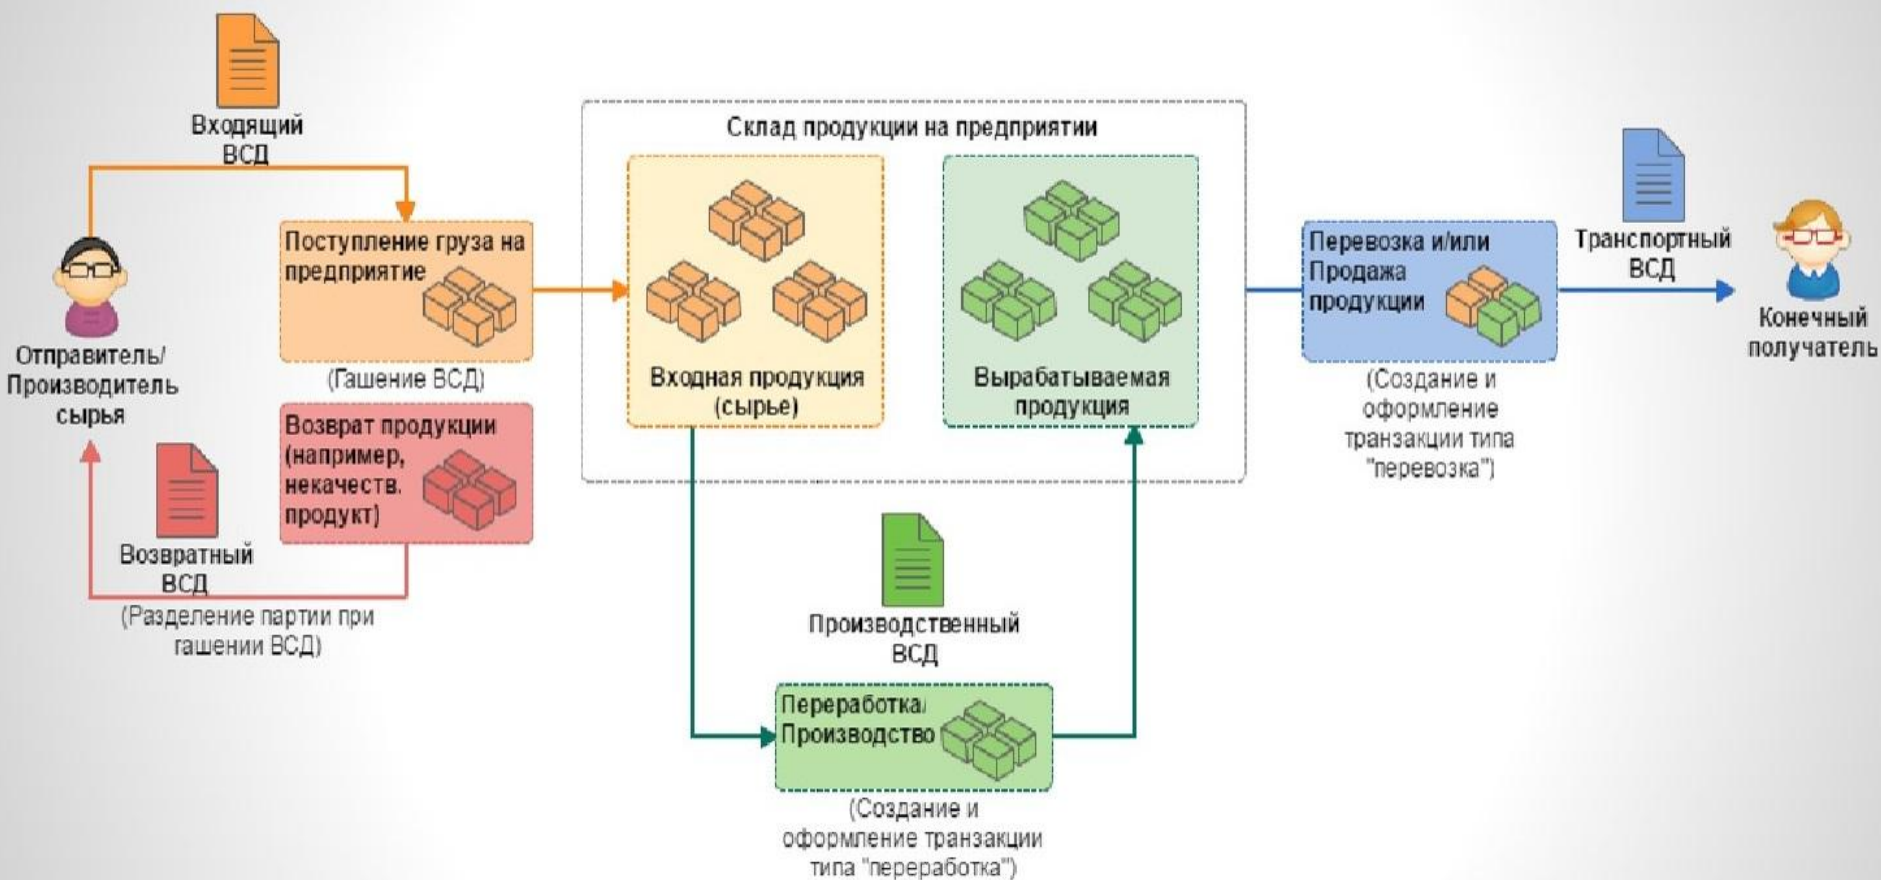 Входящий
ВСД
Склад продукции на предприятии
Поступление груза на
предприятие
(Гашение ВСД)
Отправитель/
Производитель
сырья
Возврат продукции
(например,
некачеств.
продукт)
Возвратный
ВСД
(Разделение партии при
гашении ВСД)
Входная продукция
(сырье)
Вырабатываемая
продукция
Производственный
ВСД
Переработка/
Производство
(Создание и
оформление транзакции
типа "переработка")
Перевозка и/или
Продажа
продукции
(Создание и
оформление
транзакции типа
"перевозка")
Транспортный
ВСД
Конечный
получатель